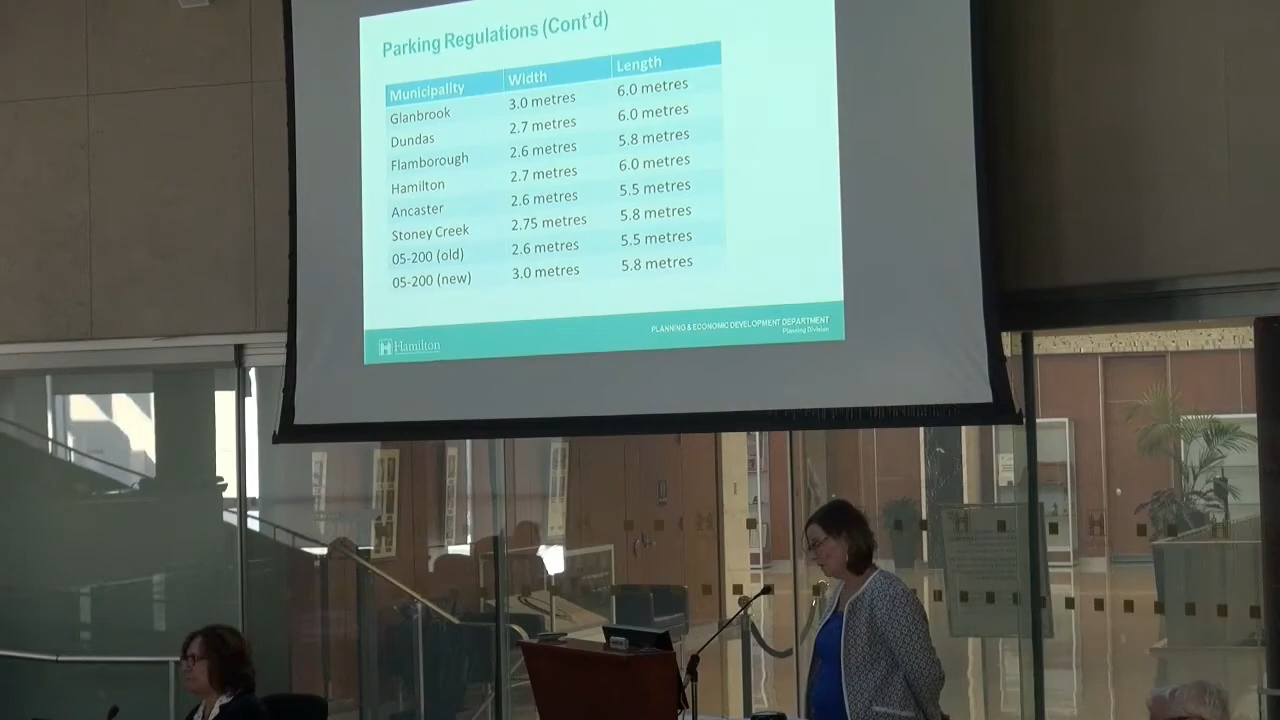 Parking Regulations (Cont'd)
Municipality Width Length
Glanbrook 3.0 metres 6.0 metres
Dundas 2.7 metres 6.0 metres
Flamborough 2.6 metres 5.8 metres
Hamilton 2.7 metres 6.0 metres
Ancaster 2.6 metres 5.5 metres
Stoney Creek 2.75 metres 5.8 metres
05-200 (old) 2.6 metres 5.5 metres
05-200 (new) 3.0 metres 5.8 metres
PLANNING & ECONOMIC DEVELOPMENT DEPARTMENT
Planning Division
Hamilton